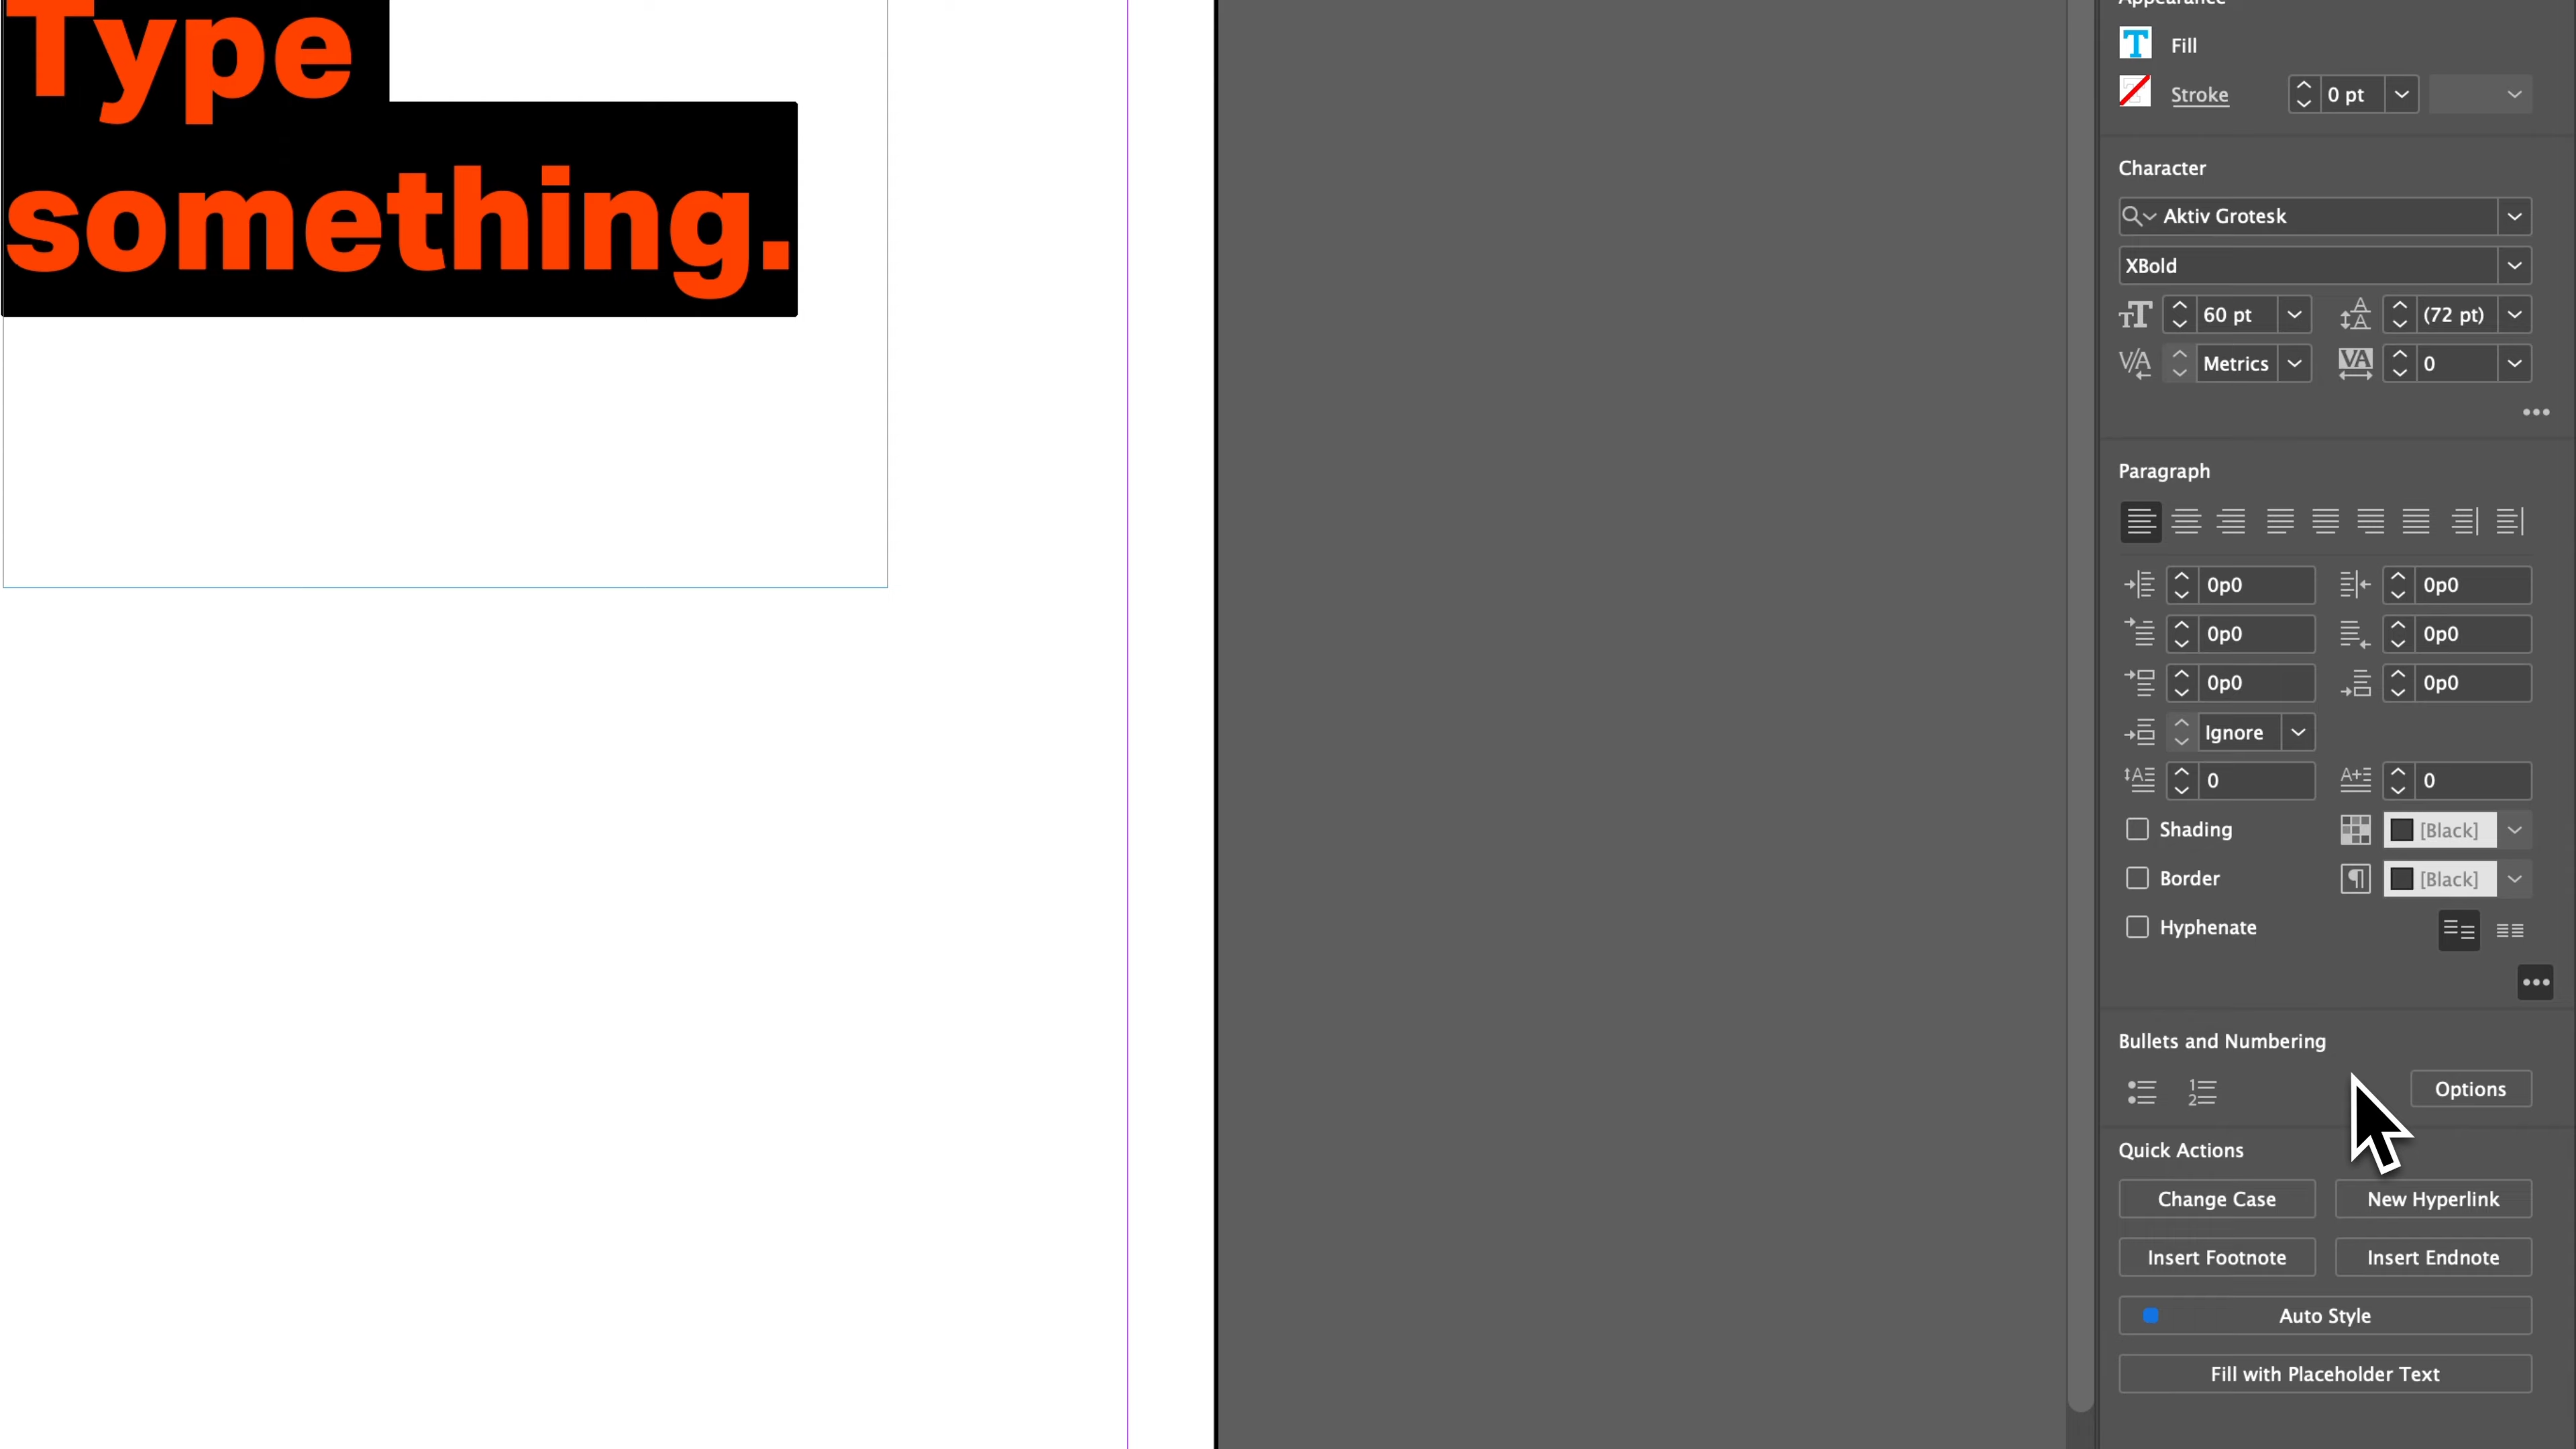 Type
something.
Appearance
Fill
Stroke 0 pt
Character
Aktiv Grotesk
XBold
60 pt (72 pt)
Metrics 0
Paragraph
0p0 0p0
0p0 0p0
0p0 0p0
Ignore
0 0
Shading [Black]
Border [Black]
Hyphenate
Bullets and Numbering
Options
Quick Actions
Change Case New Hyperlink
Insert Footnote Insert Endnote
Auto Style
Fill with Placeholder Text